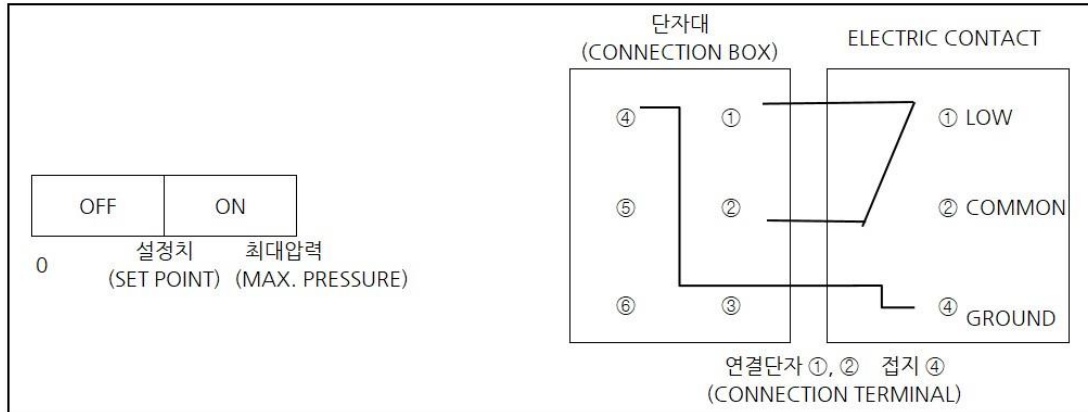 단자대
(CONNECTION BOX)
ELECTRIC CONTACT
④ ① ① LOW
OFF ON
⑤ ② ② COMMON
0
설정치 최대압력
(SET POINT) (MAX. PRESSURE)
⑥ ③ ④ GROUND
연결단자 ①, ② 접지 ④
(CONNECTION TERMINAL)